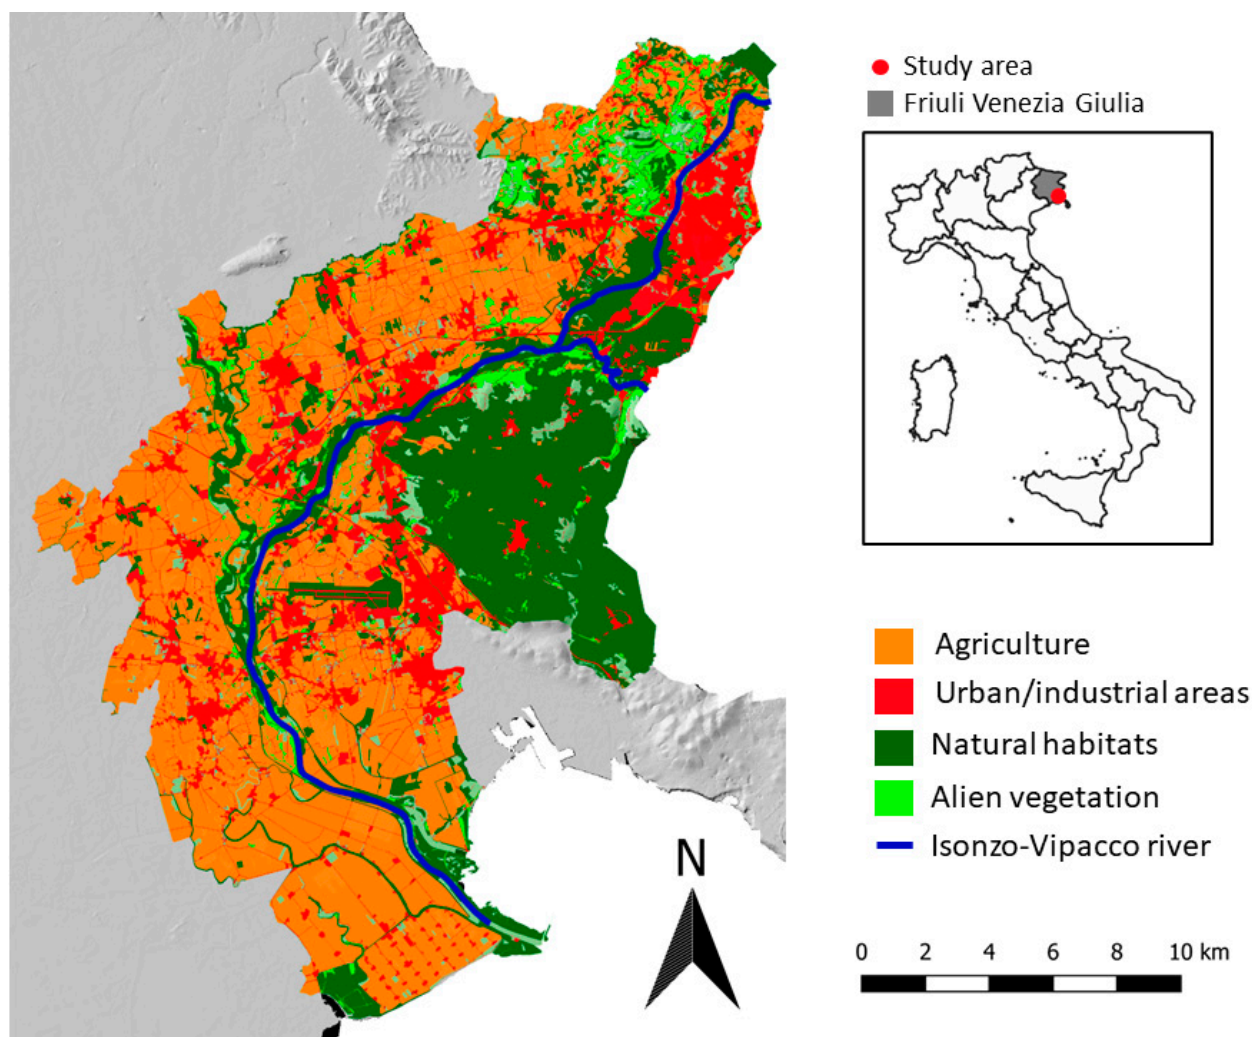 Study area
Friuli Venezia Giulia
Agriculture
Urban/industrial areas
Natural habitats
Alien vegetation
Isonzo-Vipacco river
N
0 2 4 6 8 10 km